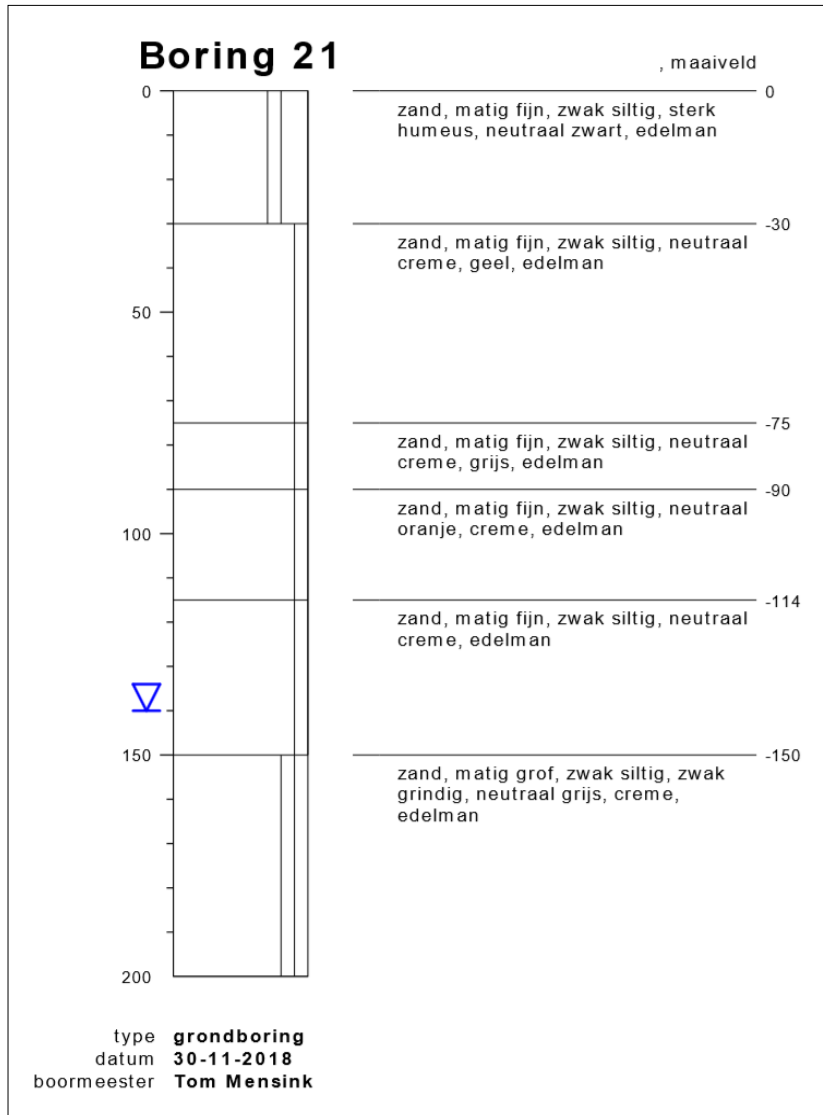 Boring 21
, maaiveld
0
0
zand, matig fijn, zwak siltig, sterk
humeus, neutraal zwart, edelman
-30
zand, matig fijn, zwak siltig, neutraal
creme, geel, edelman
50
-75
zand, matig fijn, zwak siltig, neutraal
creme, grijs, edelman
-90
zand, matig fijn, zwak siltig, neutraal
oranje, creme, edelman
100
-114
zand, matig fijn, zwak siltig, neutraal
creme, edelman
150
-150
zand, matig grof, zwak siltig, zwak
grindig, neutraal grijs, creme,
edelman
200
type grondboring
datum 30-11-2018
boormeester Tom Mensink